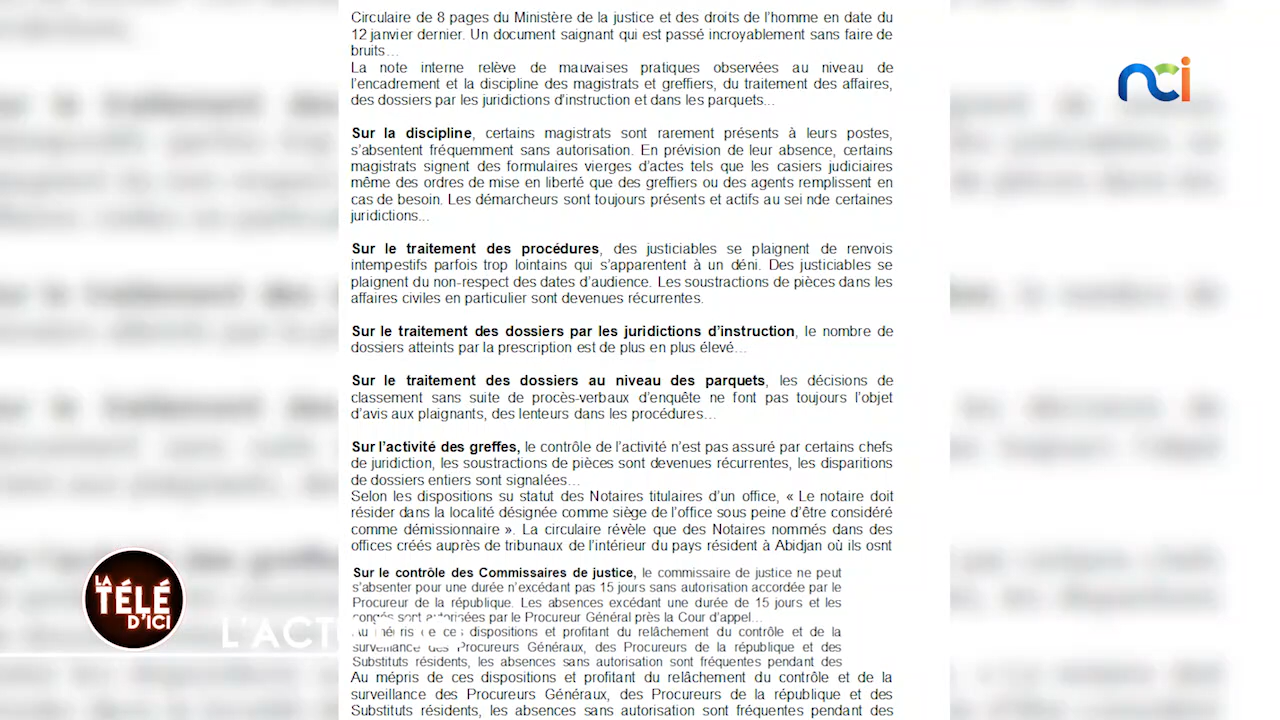 Circulaire de 8 pages du Ministère de la justice et des droits de l'homme en date du
12 janvier dernier. Un document saignant qui est passé incroyablement sans faire de
bruits…
La note interne relève de mauvaises pratiques observées au niveau de
l'encadrement et la discipline des magistrats et greffiers, du traitement des affaires,
des dossiers par les juridictions d'instruction et dans les parquets...
Sur la discipline, certains magistrats sont rarement présents à leurs postes,
s'absentent fréquemment sans autorisation. En prévision de leur absence, certains
magistrats signent des formulaires vierges d'actes tels que les casiers judiciaires
même des ordres de mise en liberté que des greffiers ou des agents remplissent en
cas de besoin. Les démarcheurs sont toujours présents et actifs au sei nde certaines
juridictions...
Sur le traitement des procédures, des justiciables se plaignent de renvois
intempestifs parfois trop lointains qui s'apparentent à un déni. Des justiciables se
plaignent du non-respect des dates d'audience. Les soustractions de pièces dans les
affaires civiles en particulier sont devenues récurrentes.
Sur le traitement des dossiers par les juridictions d'instruction, le nombre de
dossiers atteints par la prescription est de plus en plus élevé…
Sur le traitement des dossiers au niveau des parquets, les décisions de
classement sans suite de procès-verbaux d'enquête ne font pas toujours l'objet
d'avis aux plaignants, des lenteurs dans les procédures…
Sur l'activité des greffes, le contrôle de l'activité n'est pas assuré par certains chefs
de juridiction, les soustractions de pièces sont devenues récurrentes, les disparitions
de dossiers entiers sont signalées…
Selon les dispositions su statut des Notaires titulaires d'un office, « Le notaire doit
résider dans la localité désignée comme siège de l'office sous peine d'être considéré
comme démissionnaire ». La circulaire révèle que des Notaires nommés dans des
offices créés auprès de tribunaux de l'intérieur du pays résident à Abidjan où ils osnt
Sur le contrôle des Commissaires de justice, le commissaire de justice ne peut
s'absenter pour une durée n'excédant pas 15 jours sans autorisation accordée par le
Procureur de la république. Les absences excédant une durée de 15 jours et les
congés sont autorisées par le Procureur Général près la Cour d'appel…
Au mépris de ces dispositions et profitant du relâchement du contrôle et de la
surveillance des Procureurs Généraux, des Procureurs de la république et des
Substituts résidents, les absences sans autorisation sont fréquentes pendant des
Au mépris de ces dispositions et profitant du relâchement du contrôle et de la
surveillance des Procureurs Généraux, des Procureurs de la république et des
Substituts résidents, les absences sans autorisation sont fréquentes pendant des
nci
LA
TÉLÉ
D'ICI
L'ACTU